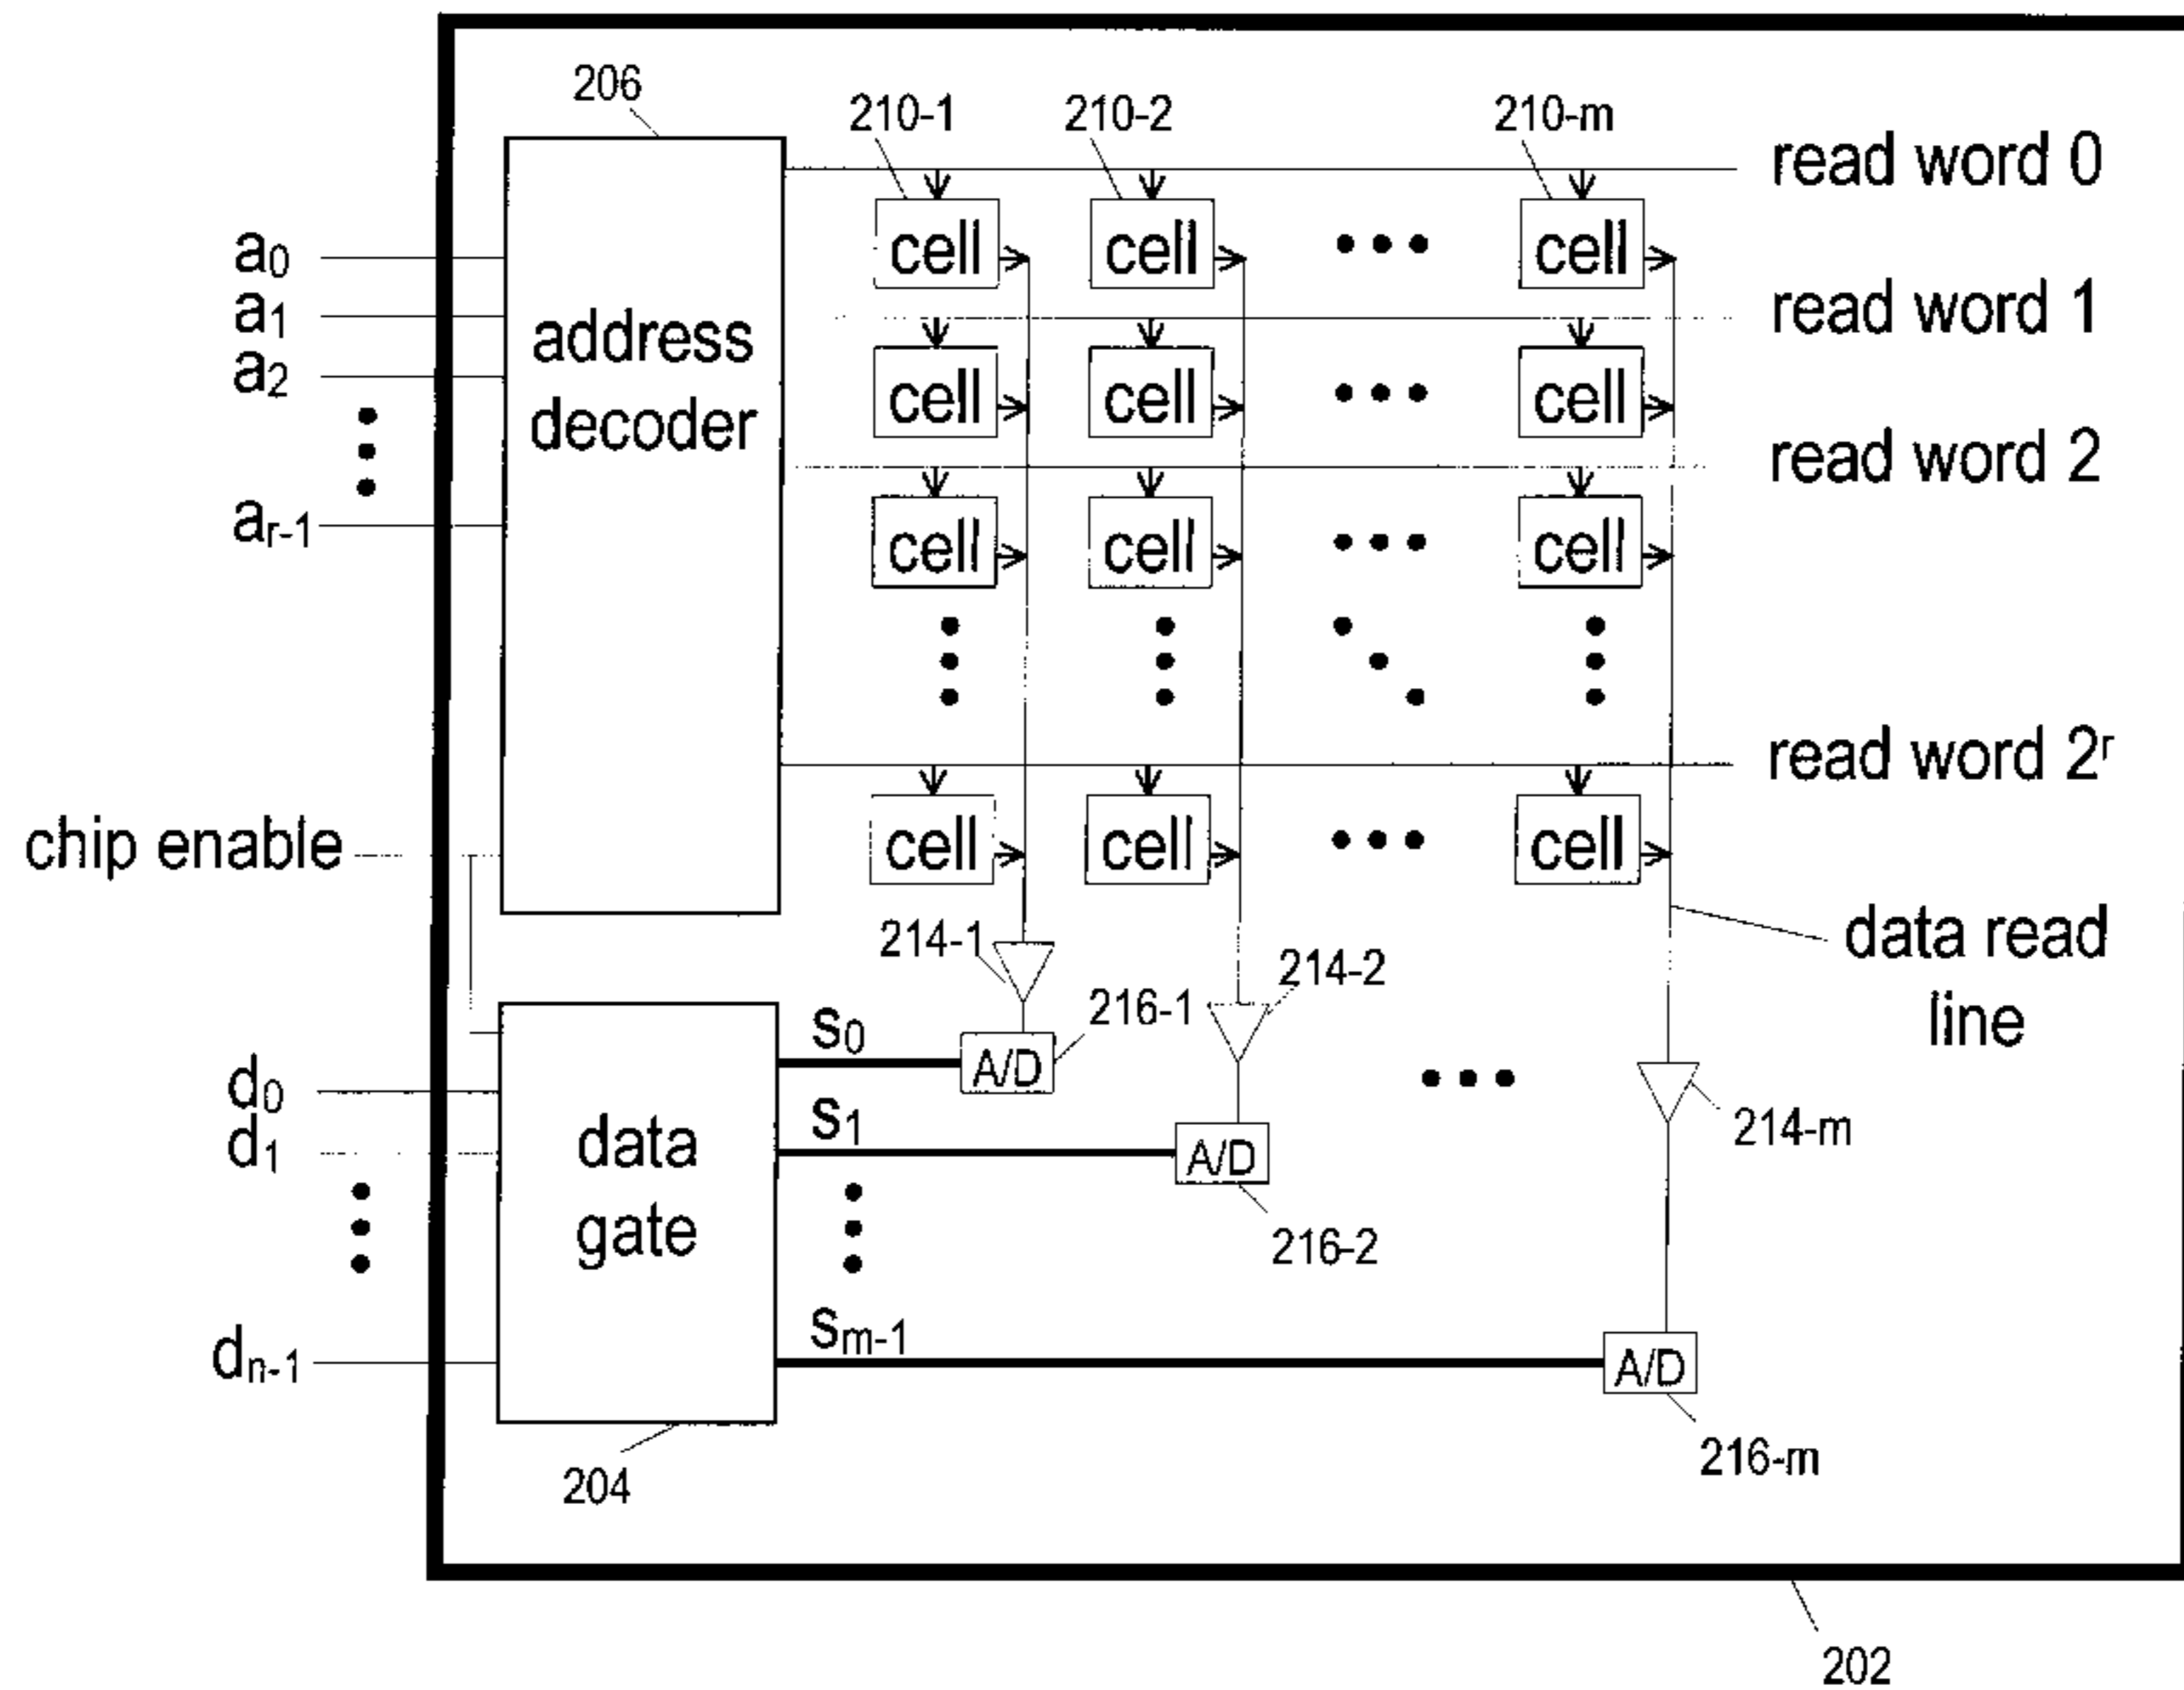 206
210-1 210-2 210-m
read word 0
a0
cell cell cell
a1
read word 1
a2
address decoder
cell cell cell
read word 2
ar-1
cell cell cell
read word 2r
chip enable
cell cell cell
214-1
214-2
data read line
216-1
s0
A/D
d0
d1
s1
214-m
data gate
A/D
216-2
sm-1
dn-1
A/D
216-m
204
202